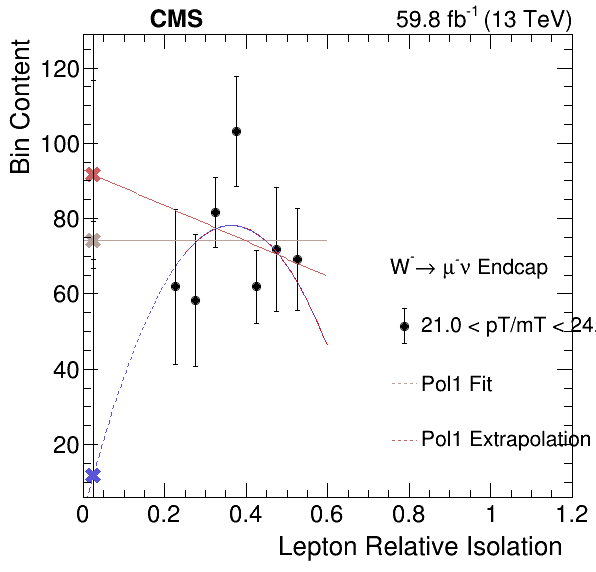 CMS
59.8 fb-1 (13 TeV)
Bin Content
120
100
80
60
40
20
W-→ μ-ν Endcap
21.0 < pT/mT < 24.
Pol1 Fit
Pol1 Extrapolation
0 0.2 0.4 0.6 0.8 1 1.2
Lepton Relative Isolation